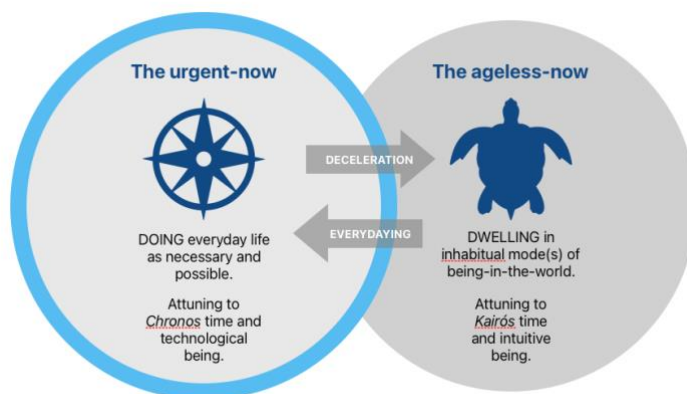 The urgent-now
The ageless-now
DECELERATION
EVERYDAYING
DOING everyday life
as necessary and
possible.
Attuning to
Chronos time and
technological
being.
DWELLING in
inhabitual mode(s) of
being-in-the-world.
Attuning to
Kairós time
and intuitive
being.